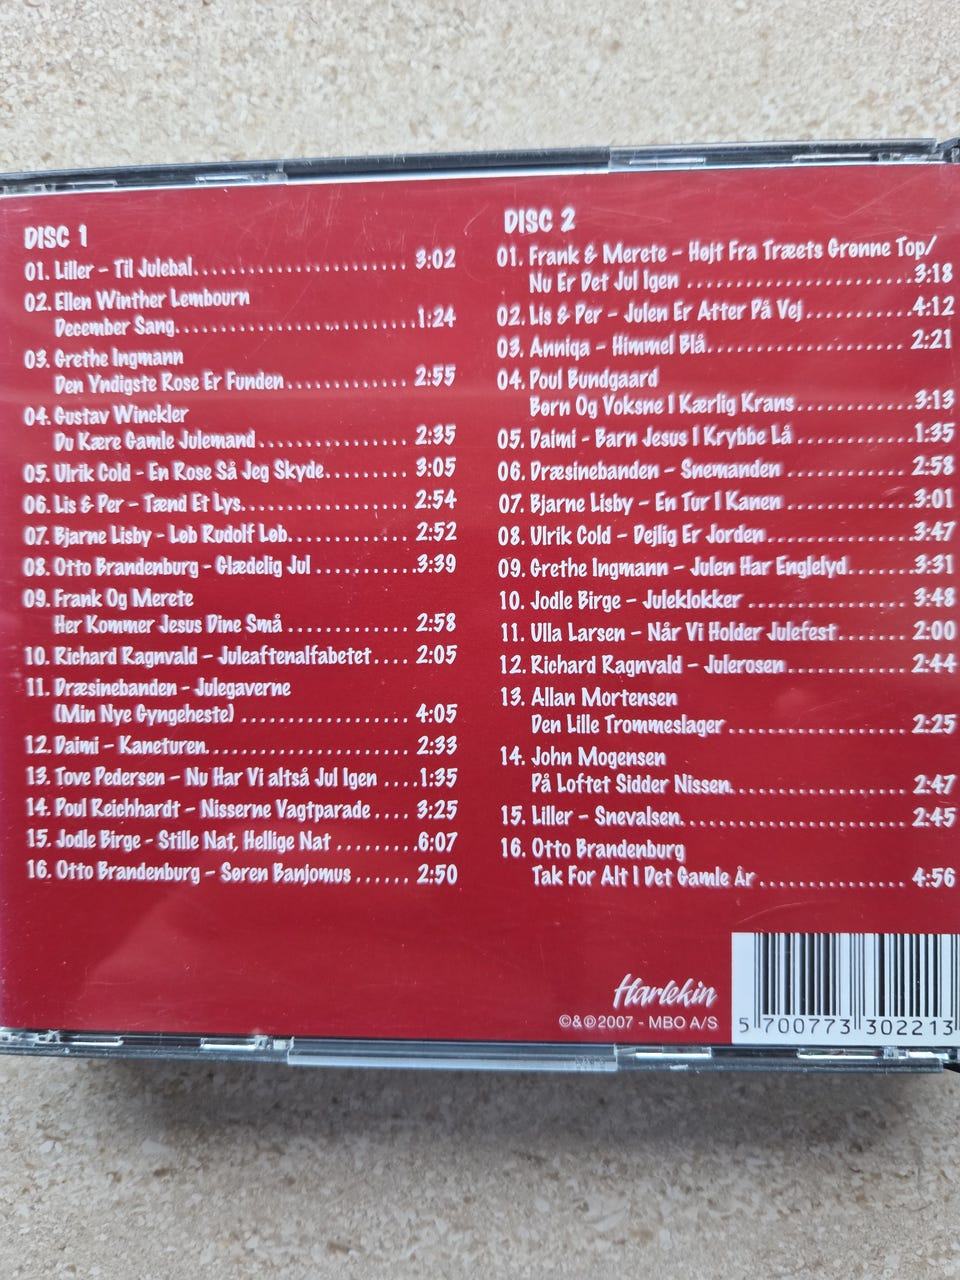 DISC 1
01. Liller - Til Julebal. 3:02
02. Ellen Winther Lembourn
December Sang. 1:24
03. Grethe Ingmann
Den Yndigste Rose Er Funden 2:55
04. Gustav Winckler
Du Kære Gamle Julemand 2:35
05. Ulrik Cold - En Rose Så Jeg Skyde. 3:05
06. Lis & Per - Tænd Et Lys. 2:54
07. Bjarne Lisby - Løb Rudolf Løb. 2:52
08. Otto Brandenburg - Glædelig Jul 3:39
09. Frank Og Merete
Her Kommer Jesus Dine Små 2:58
10. Richard Ragnvald - Juleaftenalfabetet 2:05
11. Dræsinebanden - Julegaverne
(Min Nye Gyngeheste) 4:05
12. Daimi - Kaneturen. 2:33
13. Tove Pedersen - Nu Har Vi altså Jul Igen 1:35
14. Poul Reichhardt - Nisserne Vagtparade 3:25
15. Jodle Birge - Stille Nat, Hellige Nat 6:07
16. Otto Brandenburg - Søren Banjomus 2:50
DISC 2
01. Frank & Merete - Højt Fra Træets Grønne Top/
Nu Er Det Jul Igen 3:18
02. Lis & Per - Julen Er Atter På Vej 4:12
03. Anniqa - Himmel Blå. 2:21
04. Poul Bundgaard
Børn Og Voksne I Kærlig Krans 3:13
05. Daimi - Barn Jesus I Krybbe Lå 1:35
06. Dræsinebanden - Snemanden 2:58
07. Bjarne Lisby - En Tur I Kanen 3:01
08. Ulrik Cold - Dejlig Er Jorden 3:47
09. Grethe Ingmann - Julen Har Englelyd 3:31
10. Jodle Birge - Juleklokker 3:48
11. Ulla Larsen - Når Vi Holder Julefest 2:00
12. Richard Ragnvald - Julerosen 2:44
13. Allan Mortensen
Den Lille Trommeslager 2:25
14. John Mogensen
På Loftet Sidder Nissen. 2:47
15. Liller - Snevalsen. 2:45
16. Otto Brandenburg
Tak For Alt I Det Gamle År 4:56
Harlekin
©&℗2007 - MBO A/S
5 700773 302213